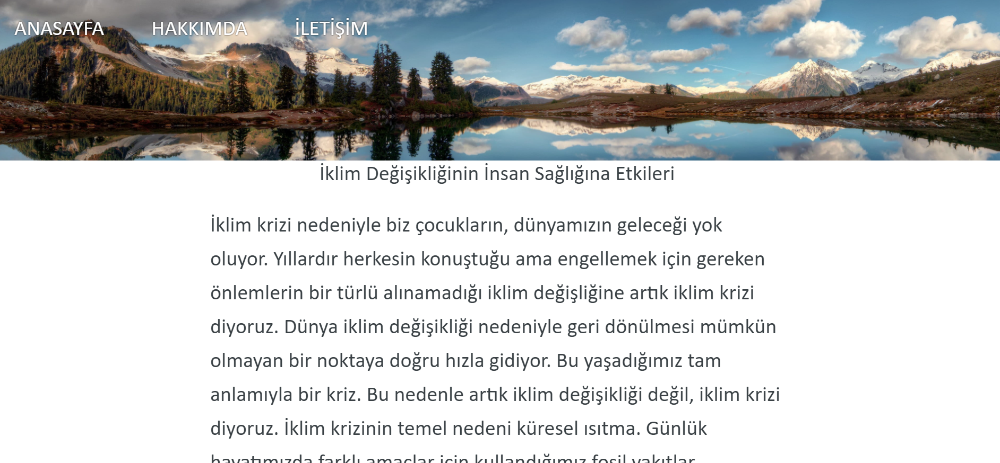 ANASAYFA HAKKIMDA İLETİŞİM
İklim Değişikliğinin İnsan Sağlığına Etkileri
İklim krizi nedeniyle biz çocukların, dünyamızın geleceği yok
oluyor. Yıllardır herkesin konuştuğu ama engellemek için gereken
önlemlerin bir türlü alınamadığı iklim değişliğine artık iklim krizi
diyoruz. Dünya iklim değişikliği nedeniyle geri dönülmesi mümkün
olmayan bir noktaya doğru hızla gidiyor. Bu yaşadığımız tam
anlamıyla bir kriz. Bu nedenle artık iklim değişikliği değil, iklim krizi
diyoruz. İklim krizinin temel nedeni küresel ısıtma. Günlük
hayatımızda farklı amaçlar için kullandığımız fosil yakıtlar